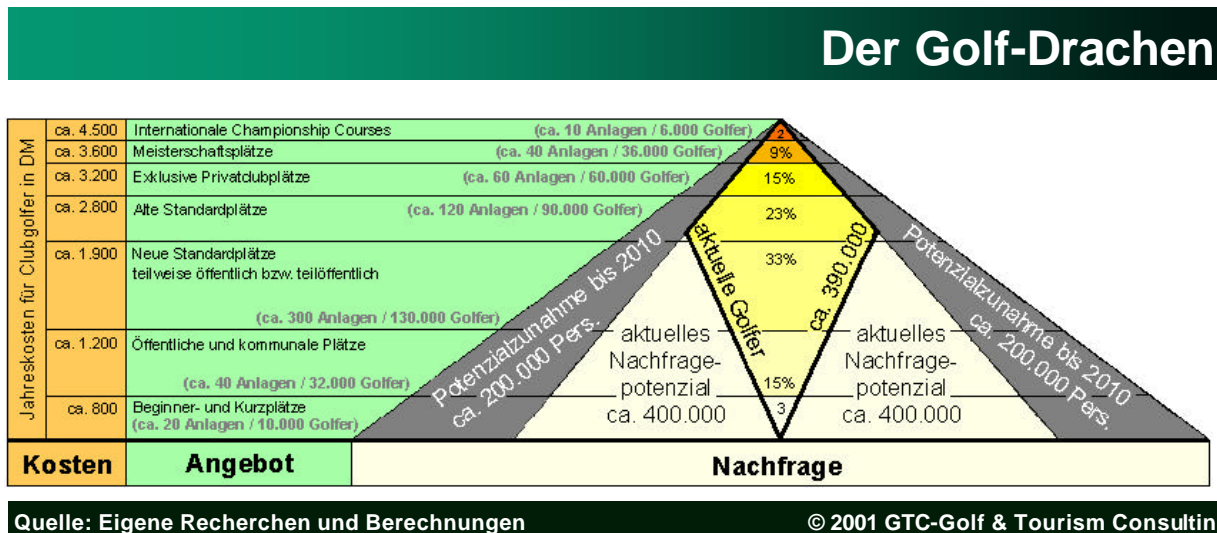 Der Golf-Drachen
Jahreskosten für Clubgolfer in DM
ca. 4.500
Internationale Championship Courses
(ca. 10 Anlagen / 6.000 Golfer)
2
ca. 3.600
Meisterschaftsplätze
(ca. 40 Anlagen / 36.000 Golfer)
9%
ca. 3.200
Exklusive Privatclubplätze
(ca. 60 Anlagen / 60.000 Golfer)
15%
ca. 2.800
Alte Standardplätze
(ca. 120 Anlagen / 90.000 Golfer)
23%
ca. 1.900
Neue Standardplätze
teilweise öffentlich bzw. teilöffentlich
(ca. 300 Anlagen / 130.000 Golfer)
33%
ca. 1.200
Öffentliche und kommunale Plätze
(ca. 40 Anlagen / 32.000 Golfer)
15%
ca. 800
Beginner- und Kurzplätze
(ca. 20 Anlagen / 10.000 Golfer)
3
Potenzialzunahme bis 2010
ca. 200.000 Pers.
aktuelles
Nachfrage-
potenzial
ca. 400.000
aktuelle Golfer
ca. 390.000
aktuelles
Nachfrage-
potenzial
ca. 400.000
Potenzialzunahme bis 2010
ca. 200.000 Pers.
Kosten
Angebot
Nachfrage
Quelle: Eigene Recherchen und Berechnungen
© 2001 GTC-Golf & Tourism Consultin